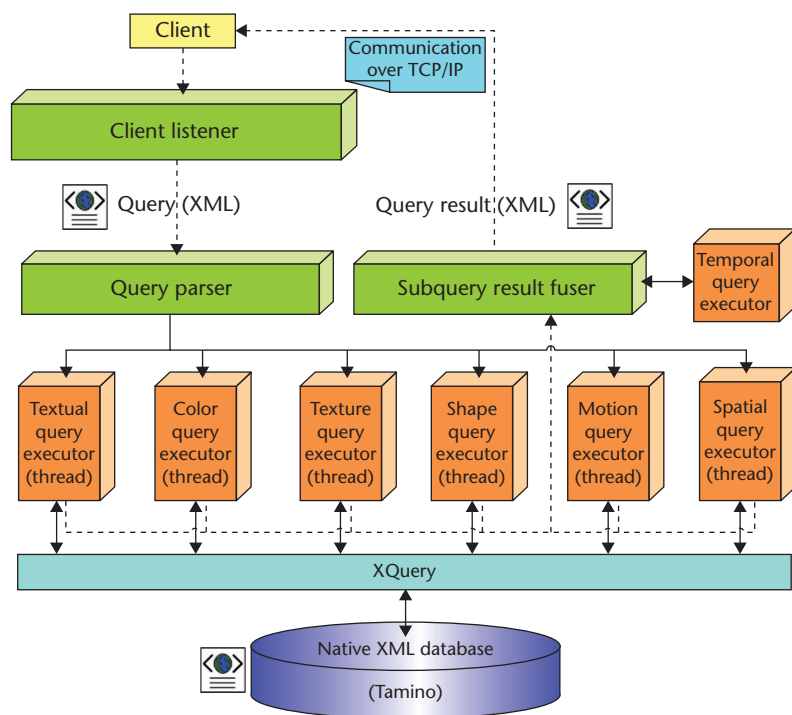 Client
Communication
over TCP/IP
Client listener
Query (XML)
Query result (XML)
Query parser
Subquery result fuser
Temporal
query
executor
Textual
query
executor
(thread)
Color
query
executor
(thread)
Texture
query
executor
(thread)
Shape
query
executor
(thread)
Motion
query
executor
(thread)
Spatial
query
executor
(thread)
XQuery
Native XML database
(Tamino)